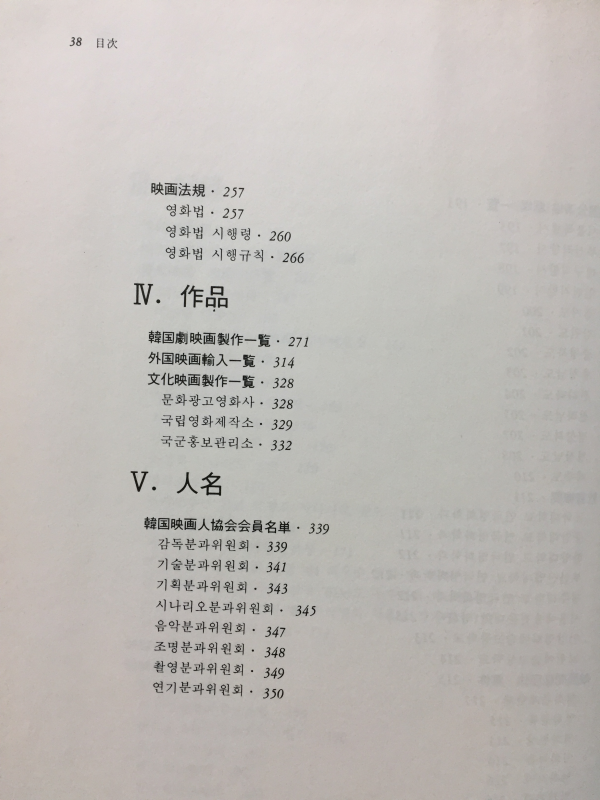 38 目次
映画法規・257
영화법・257
영화법 시행령・260
영화법 시행규칙・266
Ⅳ. 作品
韓国劇映画製作一覧・271
外国映画輸入一覧・314
文化映画製作一覧・328
문화광고영화사・328
국립영화제작소・329
국군홍보관리소・332
Ⅴ. 人名
韓国映画人協会会員名単・339
감독분과위원회・339
기술분과위원회・341
기획분과위원회・343
시나리오분과위원회・345
음악분과위원회・347
조명분과위원회・348
촬영분과위원회・349
연기분과위원회・350